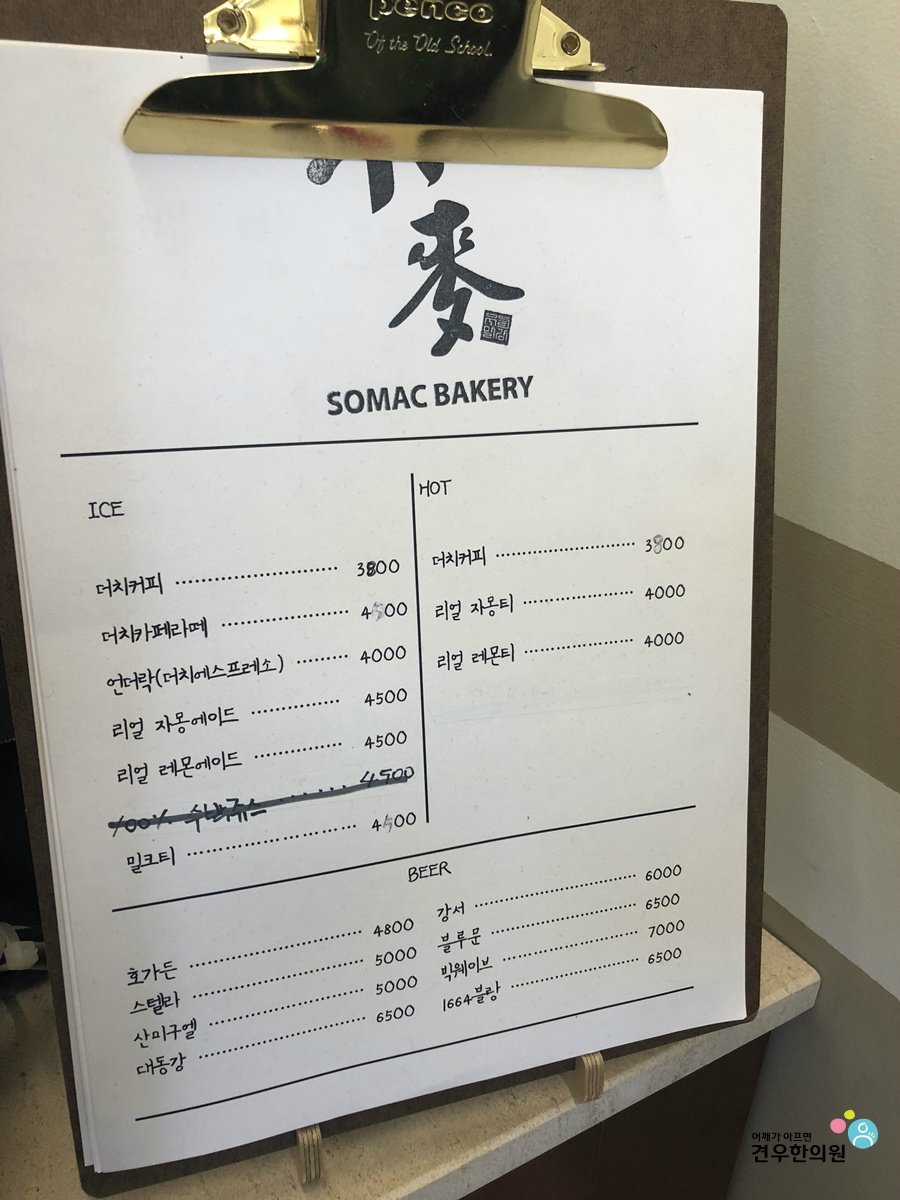 penco
Of the Old School.
麥
SOMAC BAKERY
ICE
더치커피 ··············· 3800
더치카페라떼 ············ 4500
언더락(더치에스프레소) ········ 4000
리얼 자몽에이드 ··········· 4500
리얼 레몬에이드 ··········· 4500
100% 수박쥬스 ········ 4500
밀크티 ··············· 4500
HOT
더치커피 ··············· 3800
리얼 자몽티 ············ 4000
리얼 레몬티 ············ 4000
BEER
호가든 ··············· 4800
스텔라 ··············· 5000
산미구엘 ··············· 5000
대동강 ··············· 6500
강서 ··············· 6000
블루문 ··············· 6500
빅웨이브 ··············· 7000
1664블랑 ··············· 6500
어깨가 아프면
견우한의원